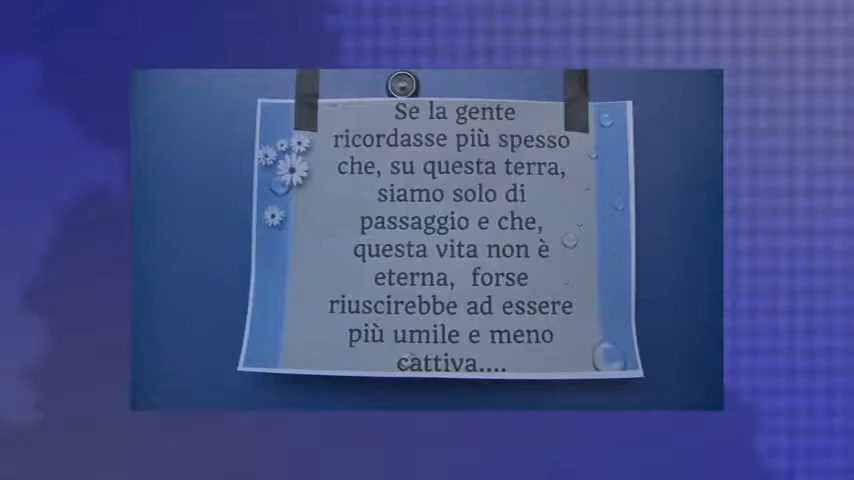 Se la gente
ricordasse più spesso
che, su questa terra,
siamo solo di
passaggio e che,
questa vita non è
eterna, forse
riuscirebbe ad essere
più umile e meno
cattiva....